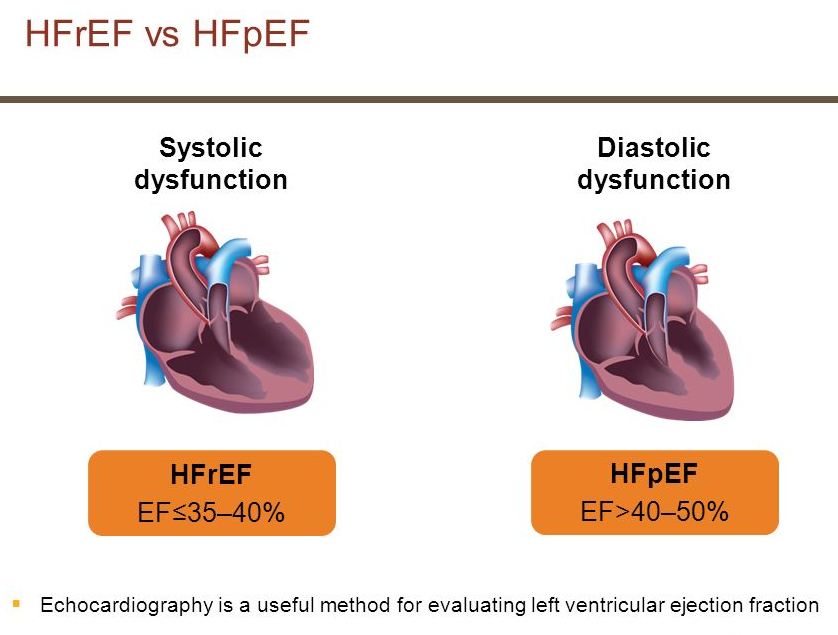 HFrEF vs HFpEF
Systolic
dysfunction
Diastolic
dysfunction
HFrEF
EF≤35–40%
HFpEF
EF>40–50%
▪ Echocardiography is a useful method for evaluating left ventricular ejection fraction